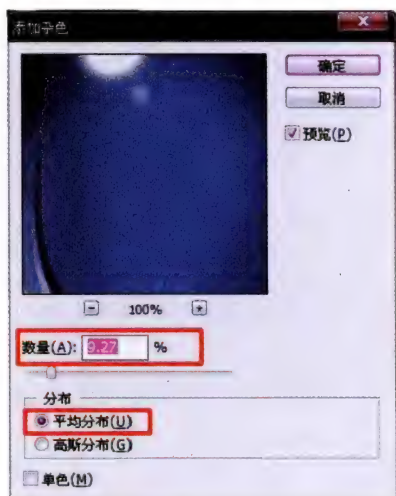 添加杂色
确定
取消
预览(P)
100%
数量(A): 9.27 %
分布
平均分布(U)
高斯分布(G)
单色(M)